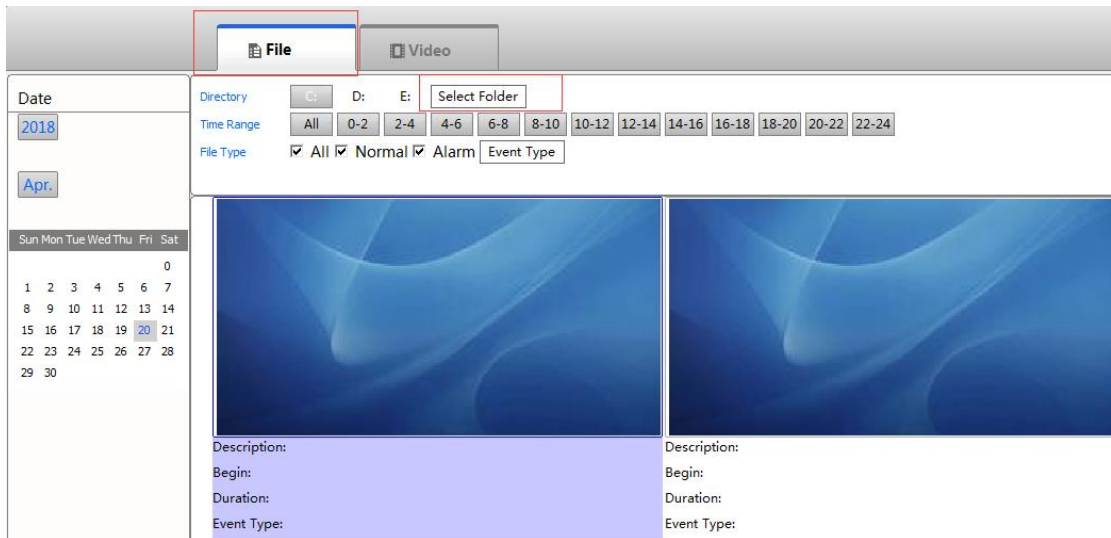 File Video
Date
2018
Apr.
Sun Mon Tue Wed Thu Fri Sat
0
1 2 3 4 5 6 7
8 9 10 11 12 13 14
15 16 17 18 19 20 21
22 23 24 25 26 27 28
29 30
Directory C: D: E: Select Folder
Time Range All 0-2 2-4 4-6 6-8 8-10 10-12 12-14 14-16 16-18 18-20 20-22 22-24
File Type All Normal Alarm Event Type
Description:
Begin:
Duration:
Event Type:
Description:
Begin:
Duration:
Event Type: